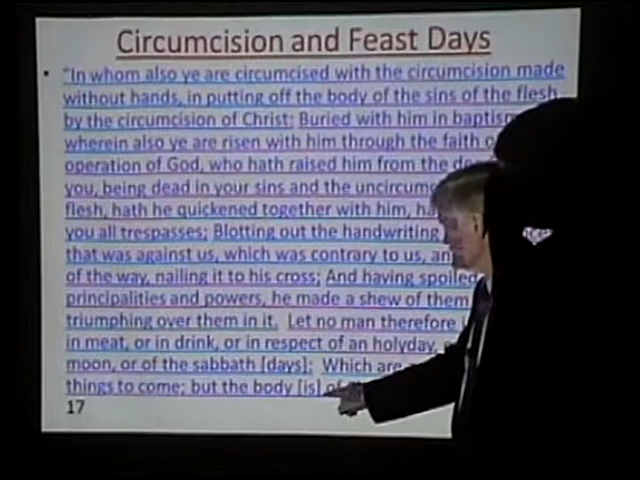 Circumcision and Feast Days
• "In whom also ye are circumcised with the circumcision made
without hands, in putting off the body of the sins of the flesh
by the circumcision of Christ: Buried with him in
wherein also ye are risen with him through the faith
operation of God, who hath raised him from the
you, being dead in your sins and the
flesh, hath he quickened together with him,
you all trespasses; Blotting out the handwriting
that was against us, which was contrary to us,
of the way, nailing it to his cross; And having spoiled
principalities and powers, he made a shew of them
triumphing over them in it. Let no man therefore
in meat, or in drink, or in respect of an holyday,
moon, or of the sabbath [days]: Which are
things to come; but the body [is] of
17